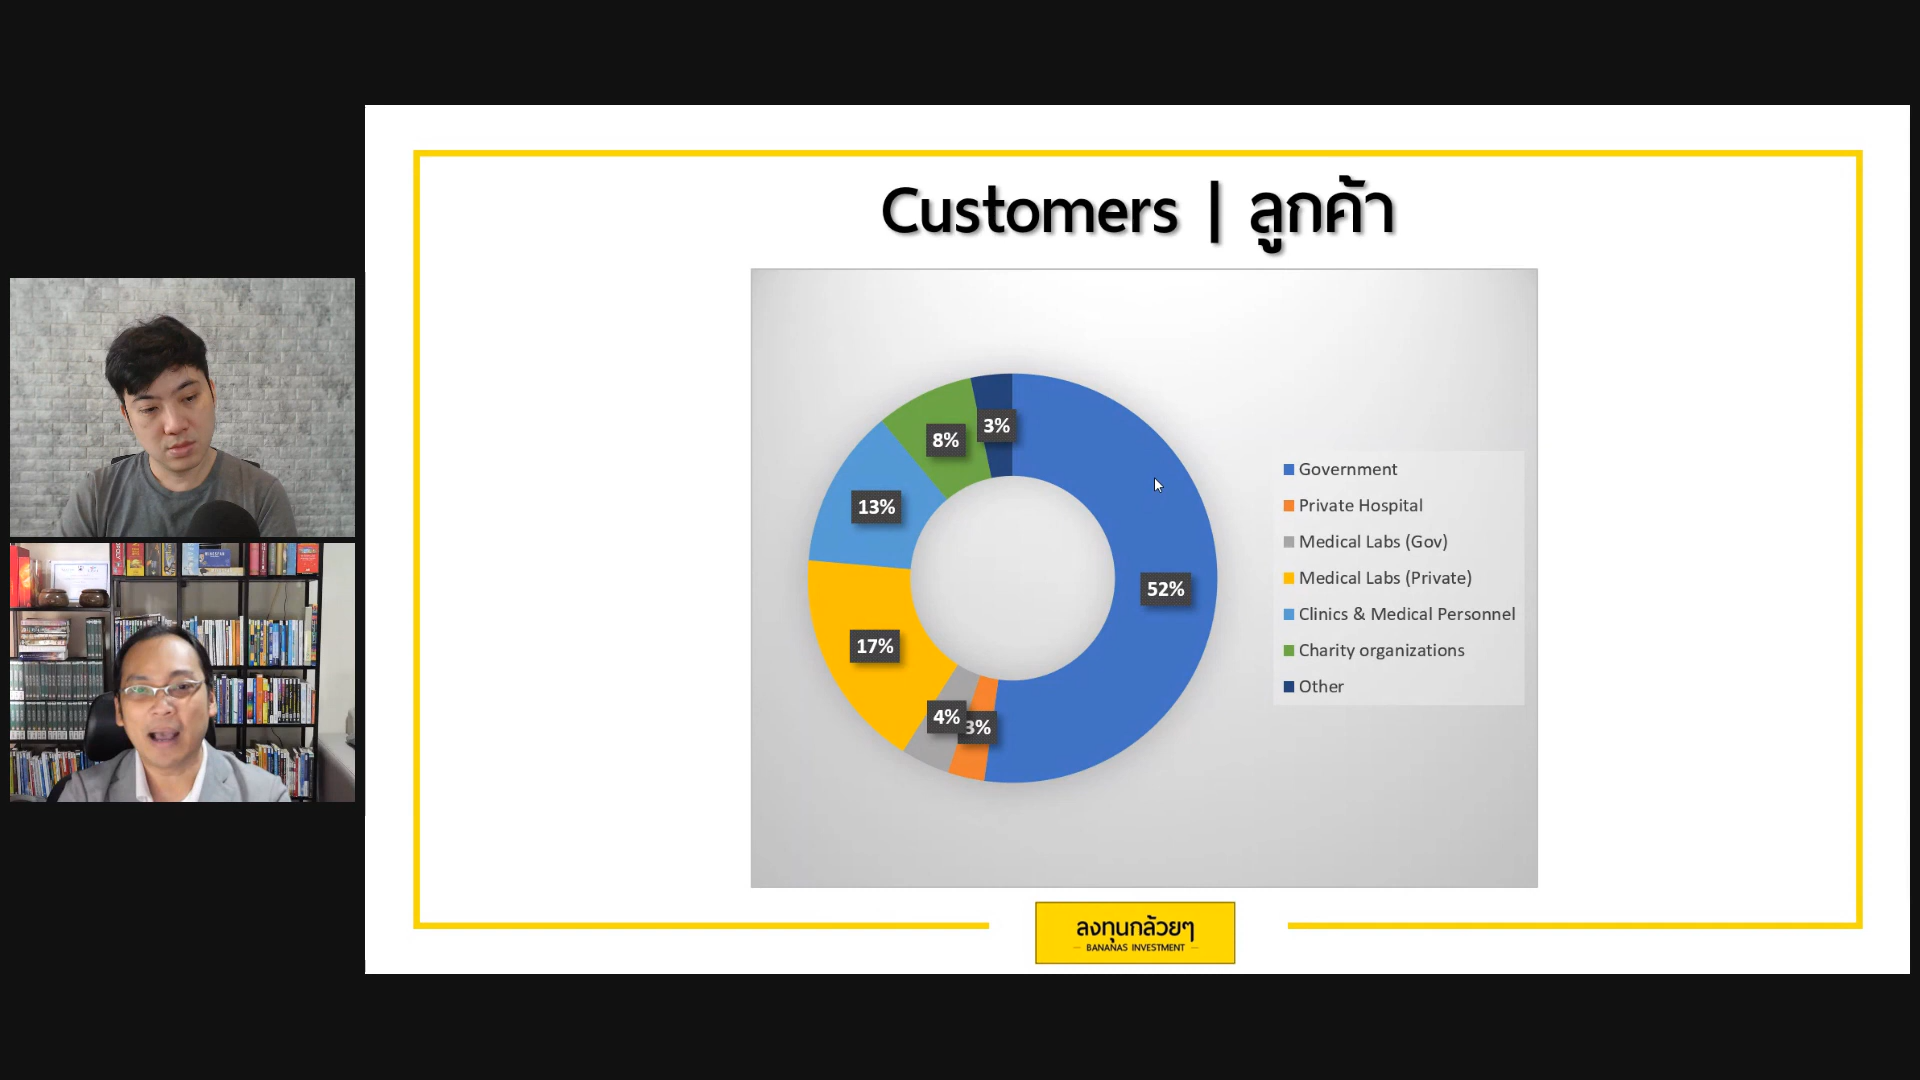 Customers | ลูกค้า
3%
8%
13%
17%
4%
3%
52%
Government
Private Hospital
Medical Labs (Gov)
Medical Labs (Private)
Clinics & Medical Personnel
Charity organizations
Other
ลงทุนกล้วยๆ
BANANAS INVESTMENT